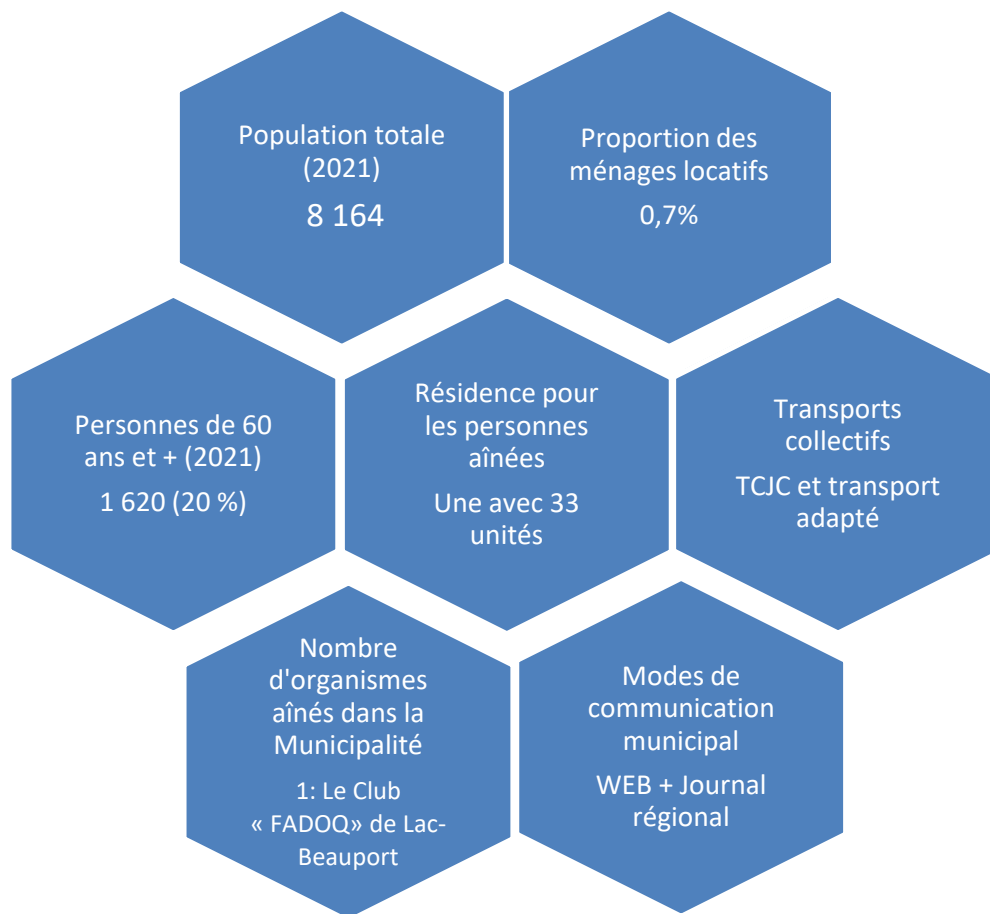 Population totale
(2021)
8 164
Proportion des
ménages locatifs
0,7%
Personnes de 60
ans et + (2021)
1 620 (20 %)
Résidence pour
les personnes
aînées
Une avec 33
unités
Transports
collectifs
TCJC et transport
adapté
Nombre
d'organismes
aînés dans la
Municipalité
1: Le Club
« FADOQ» de Lac-
Beauport
Modes de
communication
municipal
WEB + Journal
régional